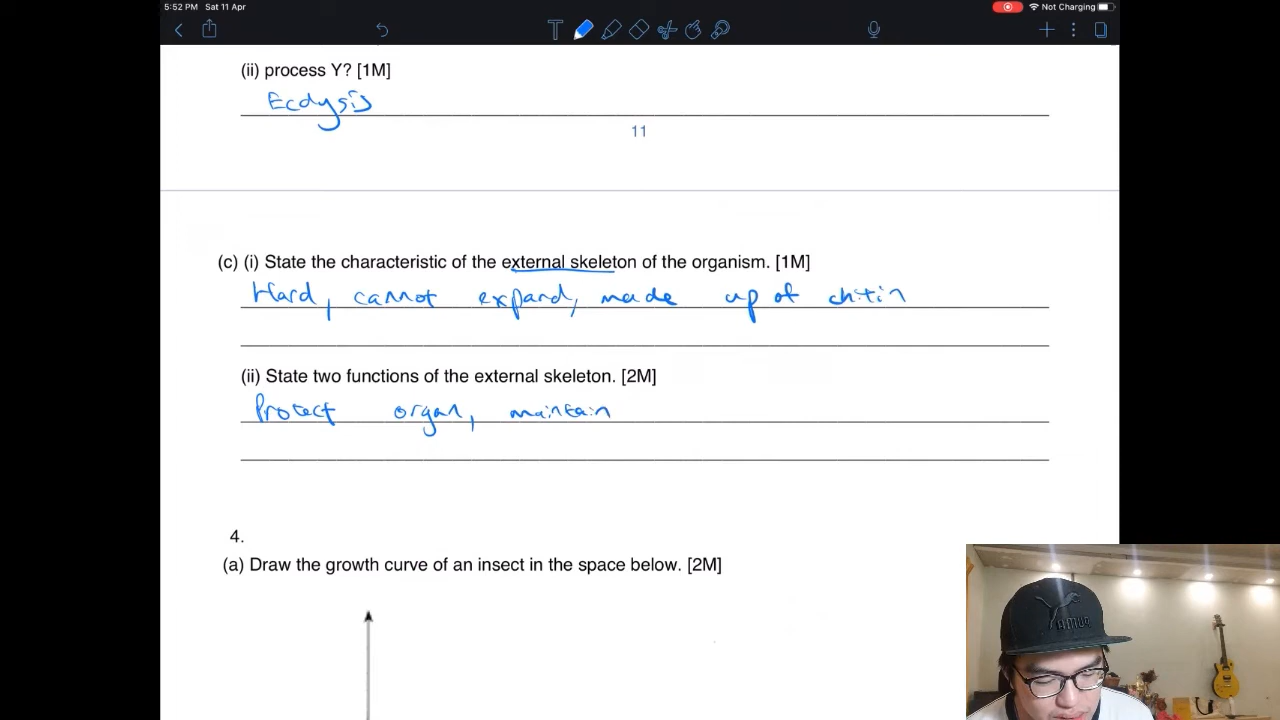 5:52 PM Sat 11 Apr
Not Charging
(ii) process Y? [1M]
Ecdysis
11
(c) (i) State the characteristic of the external skeleton of the organism. [1M]
Hard, cannot expand, made up of chitin
(ii) State two functions of the external skeleton. [2M]
Protect organ, maintain
4.
(a) Draw the growth curve of an insect in the space below. [2M]